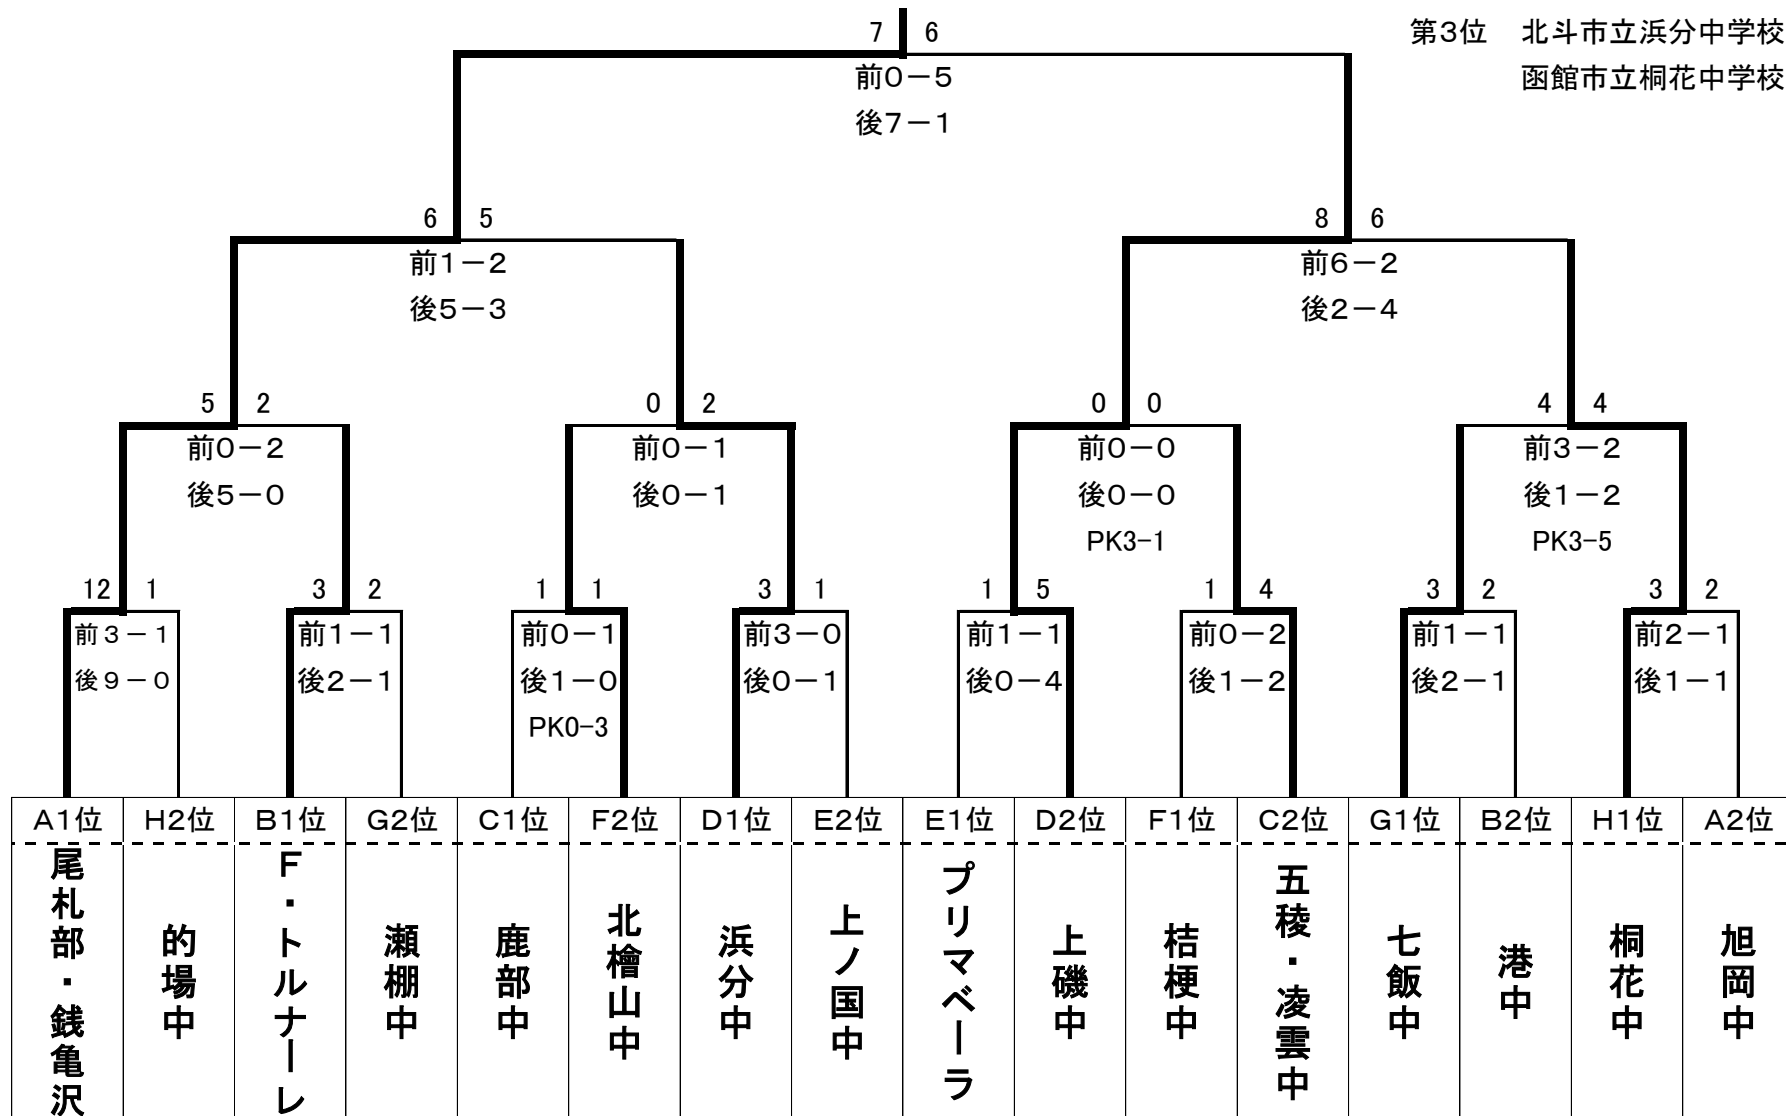 7 6
第3位 北斗市立浜分中学校
函館市立桐花中学校
前0－5
後7－1
6 5
8 6
前1－2
後5－3
前6－2
後2－4
5 2
0 2
0 0
4 4
前0－2
後5－0
前0－1
後0－1
前0－0
後0－0
PK3-1
前3－2
後1－2
PK3-5
12 1
3 2
1 1
3 1
1 5
1 4
3 2
3 2
前3－1
後9－0
前1－1
後2－1
前0－1
後1－0
PK0-3
前3－0
後0－1
前1－1
後0－4
前0－2
後1－2
前1－1
後2－1
前2－1
後1－1
A1位 H2位 B1位 G2位 C1位 F2位 D1位 E2位 E1位 D2位 F1位 C2位 G1位 B2位 H1位 A2位
尾札部・銭亀沢
的場中
F・トルナーレ
瀬棚中
鹿部中
北檜山中
浜分中
上ノ国中
プリマベーラ
上磯中
桔梗中
五稜・凌雲中
七飯中
港中
桐花中
旭岡中